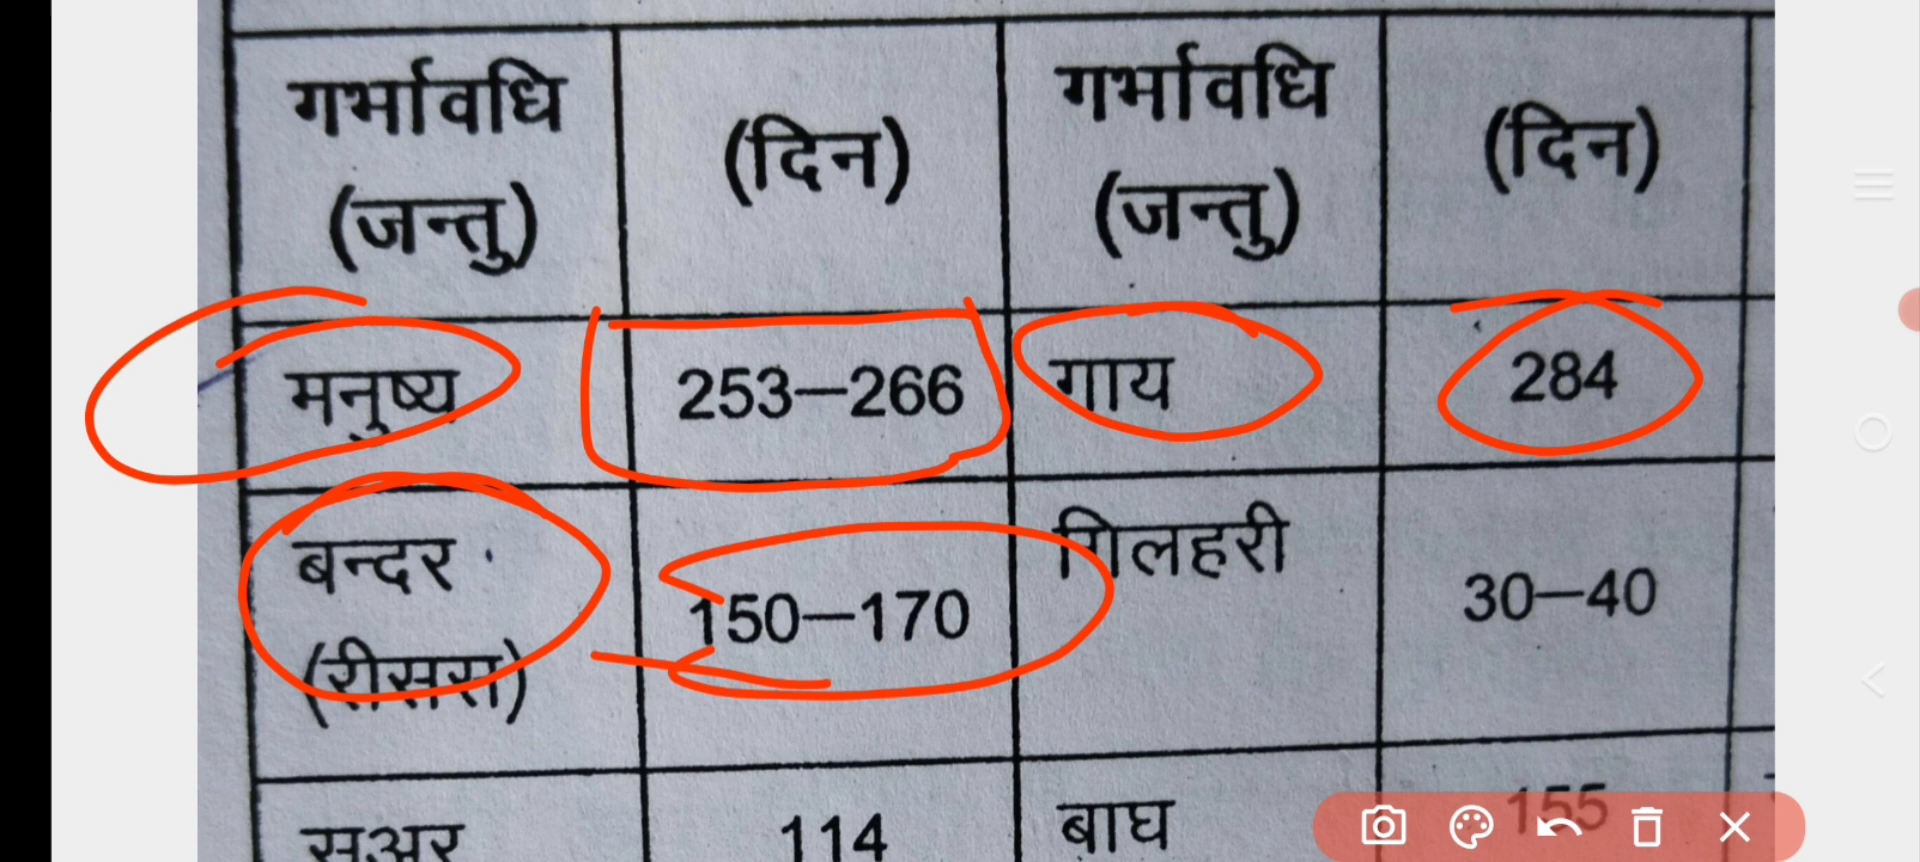 गर्भावधि (जन्तु) (दिन) गर्भावधि (जन्तु) (दिन)
मनुष्य 253–266 गाय 284
बन्दर (रीसस) 150–170 गिलहरी 30–40
सूअर 114 बाघ 155